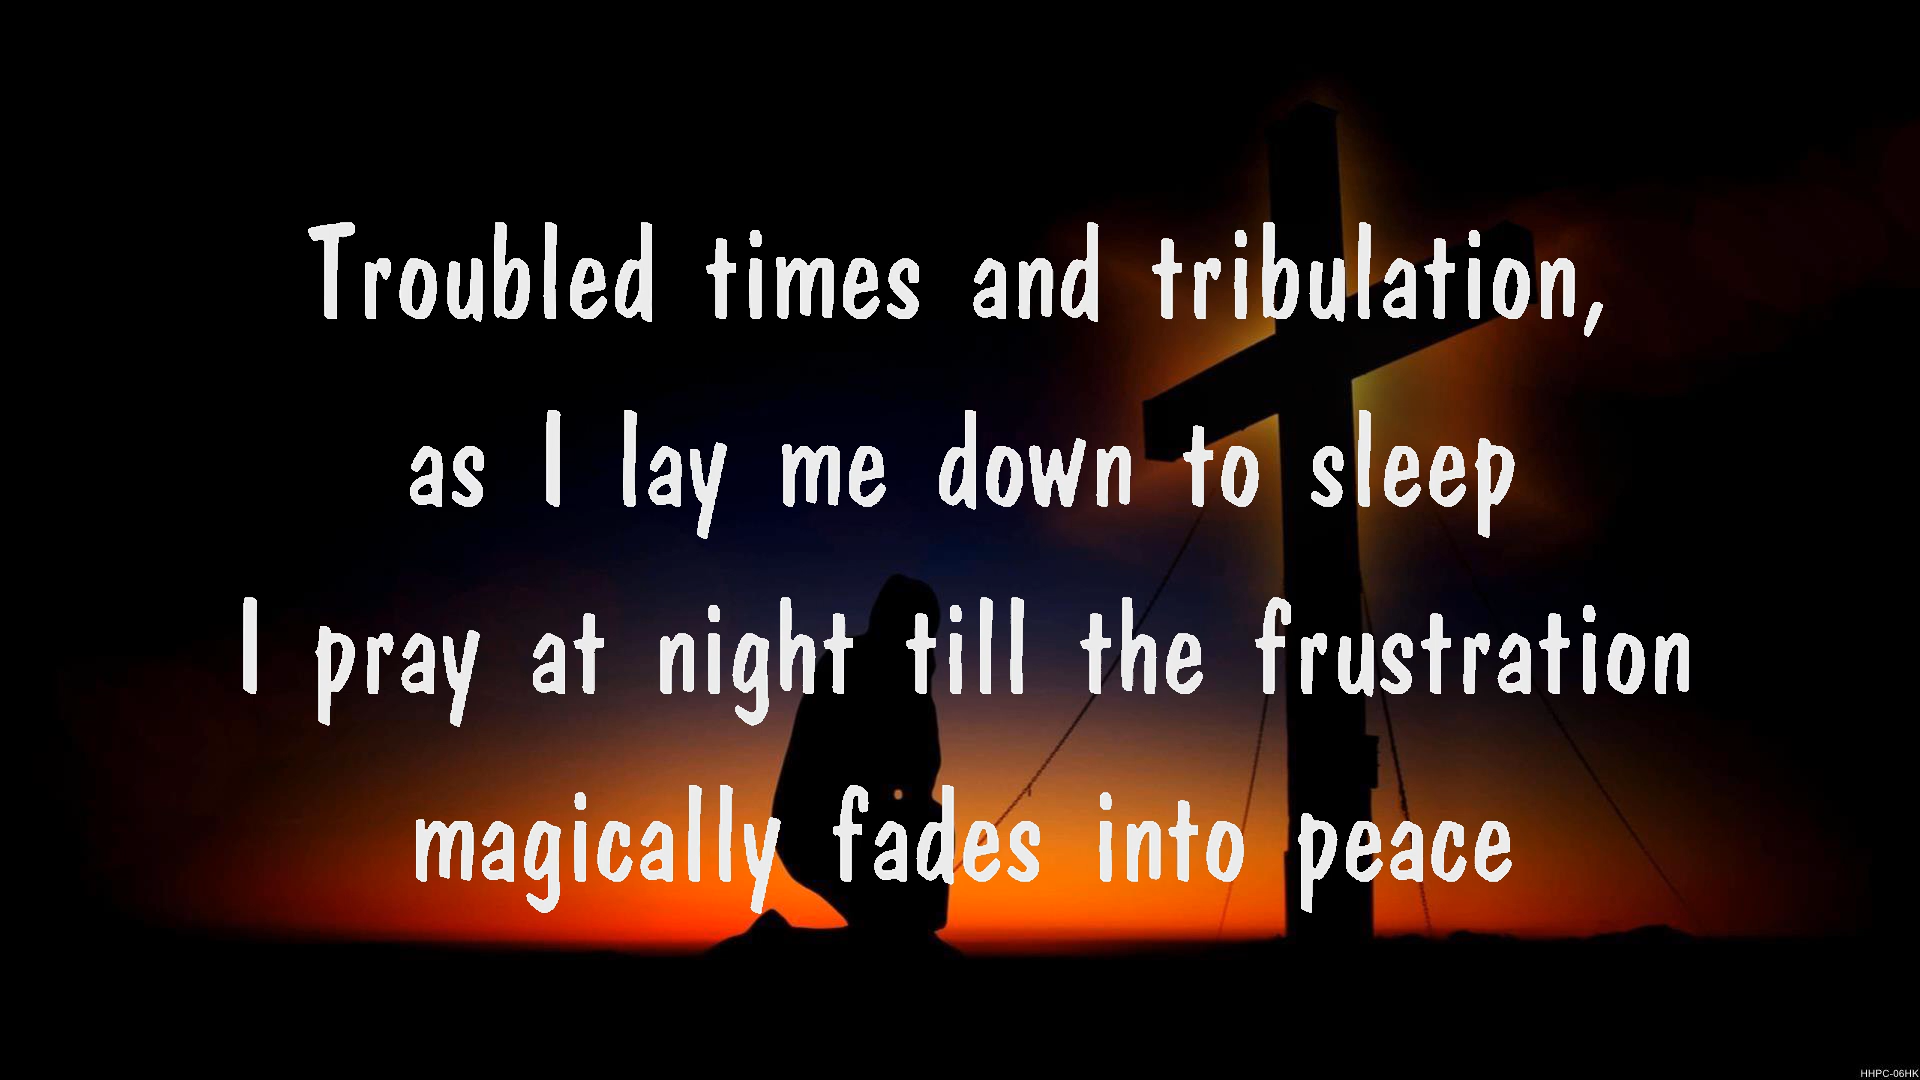 Troubled times and tribulation,
as I lay me down to sleep
I pray at night till the frustration
magically fades into peace
HHPC-06HK